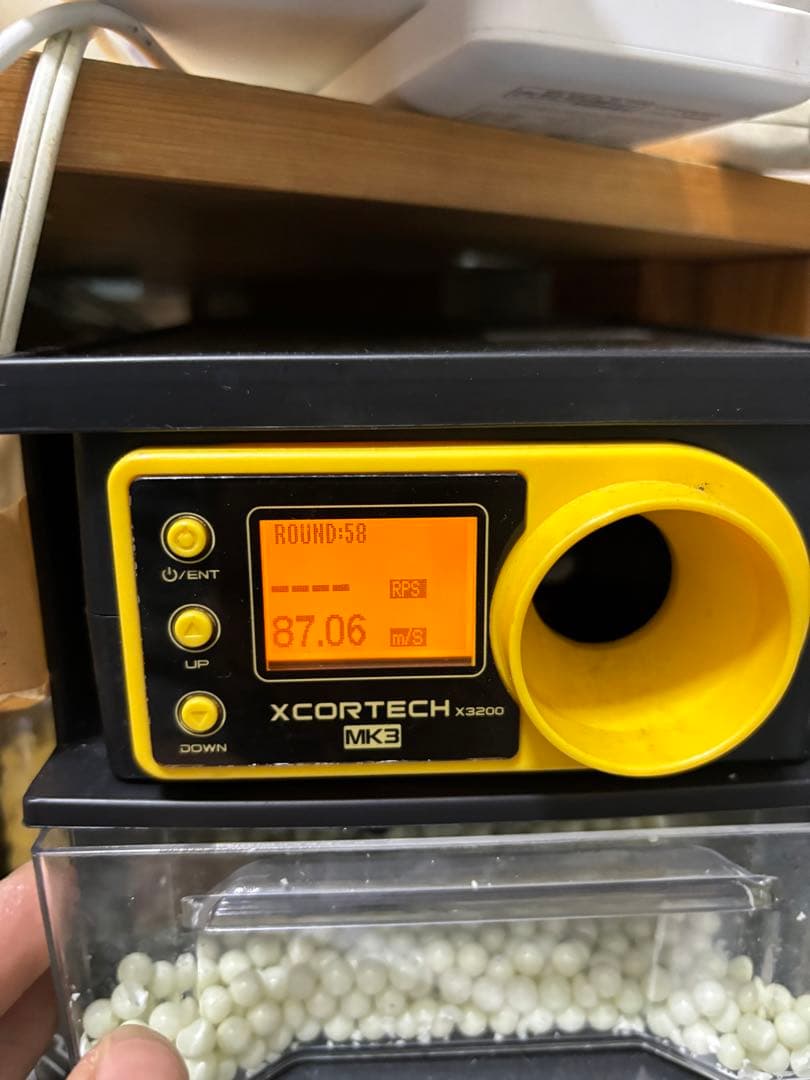 ROUND:58
---- RPS
87.06 m/S
⏻/ENT
UP
DOWN
XCORTECH X3200
MK3